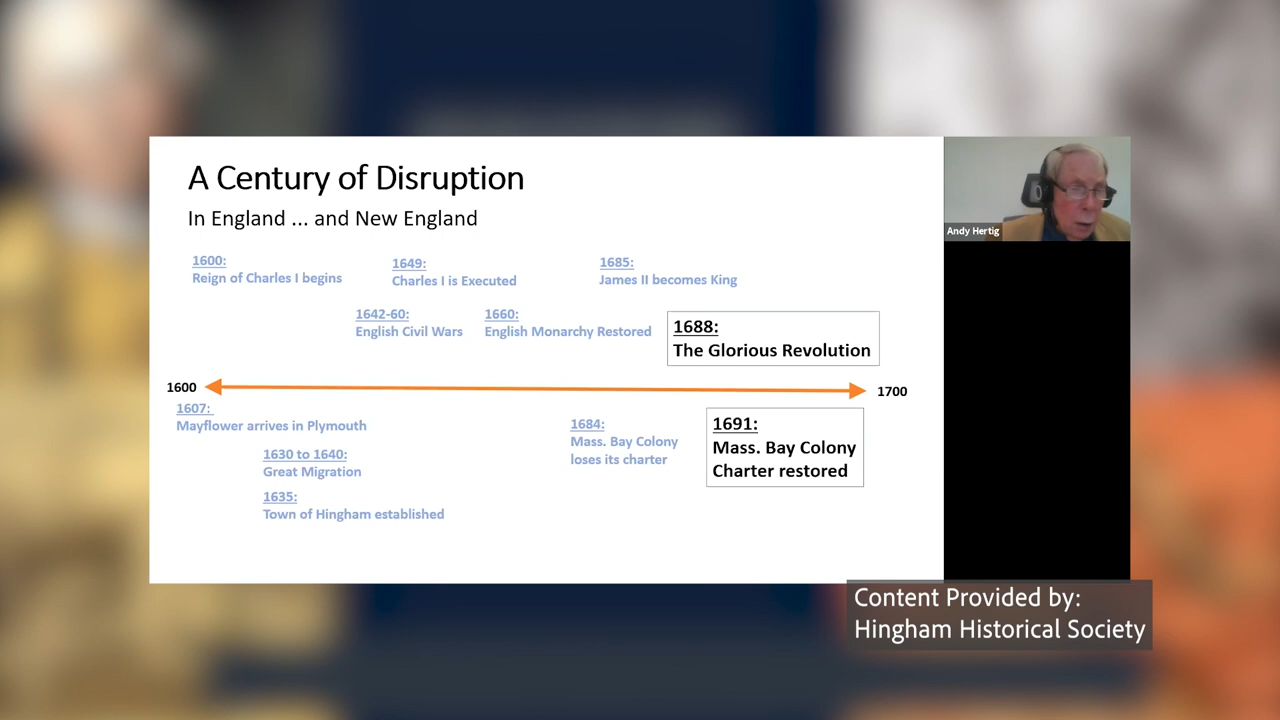 A Century of Disruption
In England ... and New England
1600:
Reign of Charles I begins
1649:
Charles I is Executed
1685:
James II becomes King
1642-60:
English Civil Wars
1660:
English Monarchy Restored
1688:
The Glorious Revolution
1600
1700
1607:
Mayflower arrives in Plymouth
1630 to 1640:
Great Migration
1635:
Town of Hingham established
1684:
Mass. Bay Colony
loses its charter
1691:
Mass. Bay Colony
Charter restored
Andy Hertig
Content Provided by:
Hingham Historical Society